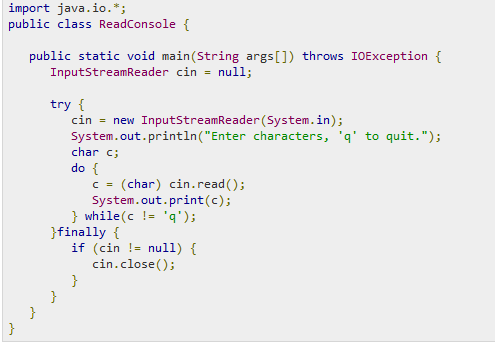 import java.io.*;
public class ReadConsole {

   public static void main(String args[]) throws IOException {
      InputStreamReader cin = null;

      try {
         cin = new InputStreamReader(System.in);
         System.out.println("Enter characters, 'q' to quit.");
         char c;
         do {
            c = (char) cin.read();
            System.out.print(c);
         } while(c != 'q');
      }finally {
         if (cin != null) {
            cin.close();
         }
      }
   }
}